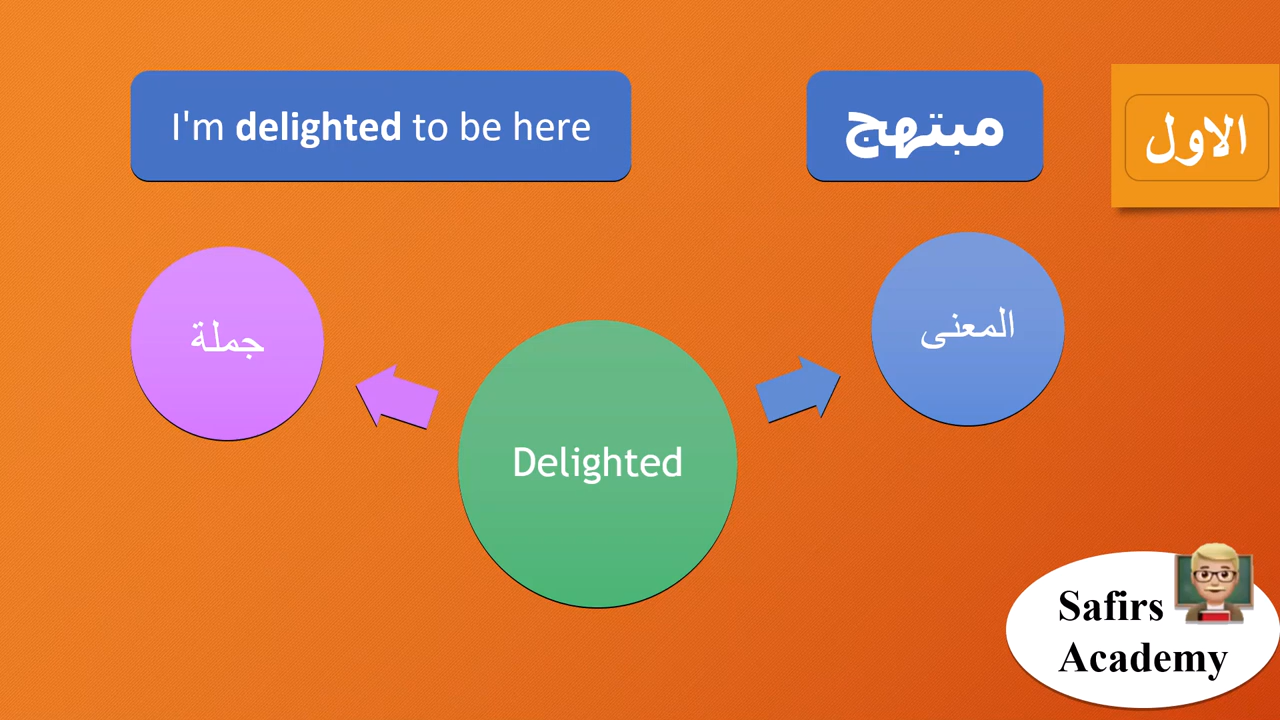 I'm delighted to be here
مبتهج
الاول
جملة
المعنى
Delighted
Safirs
Academy